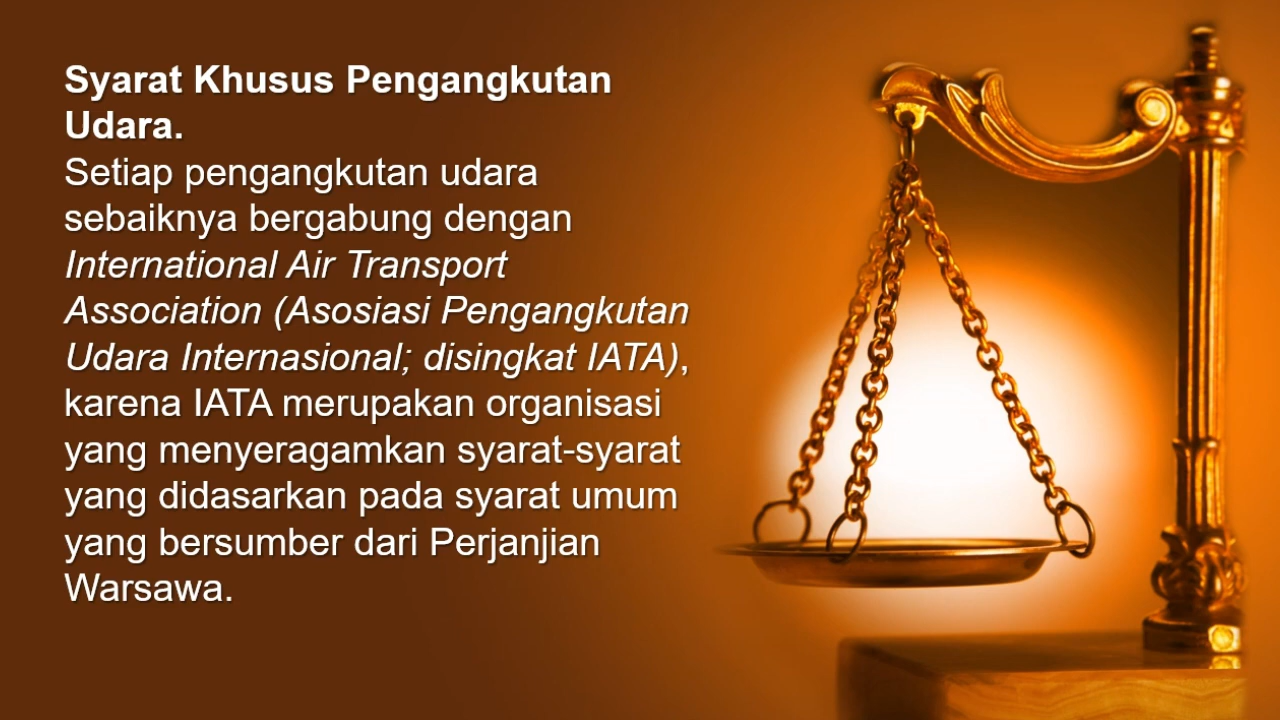 Syarat Khusus Pengangkutan
Udara.
Setiap pengangkutan udara
sebaiknya bergabung dengan
International Air Transport
Association (Asosiasi Pengangkutan
Udara Internasional; disingkat IATA),
karena IATA merupakan organisasi
yang menyeragamkan syarat-syarat
yang didasarkan pada syarat umum
yang bersumber dari Perjanjian
Warsawa.